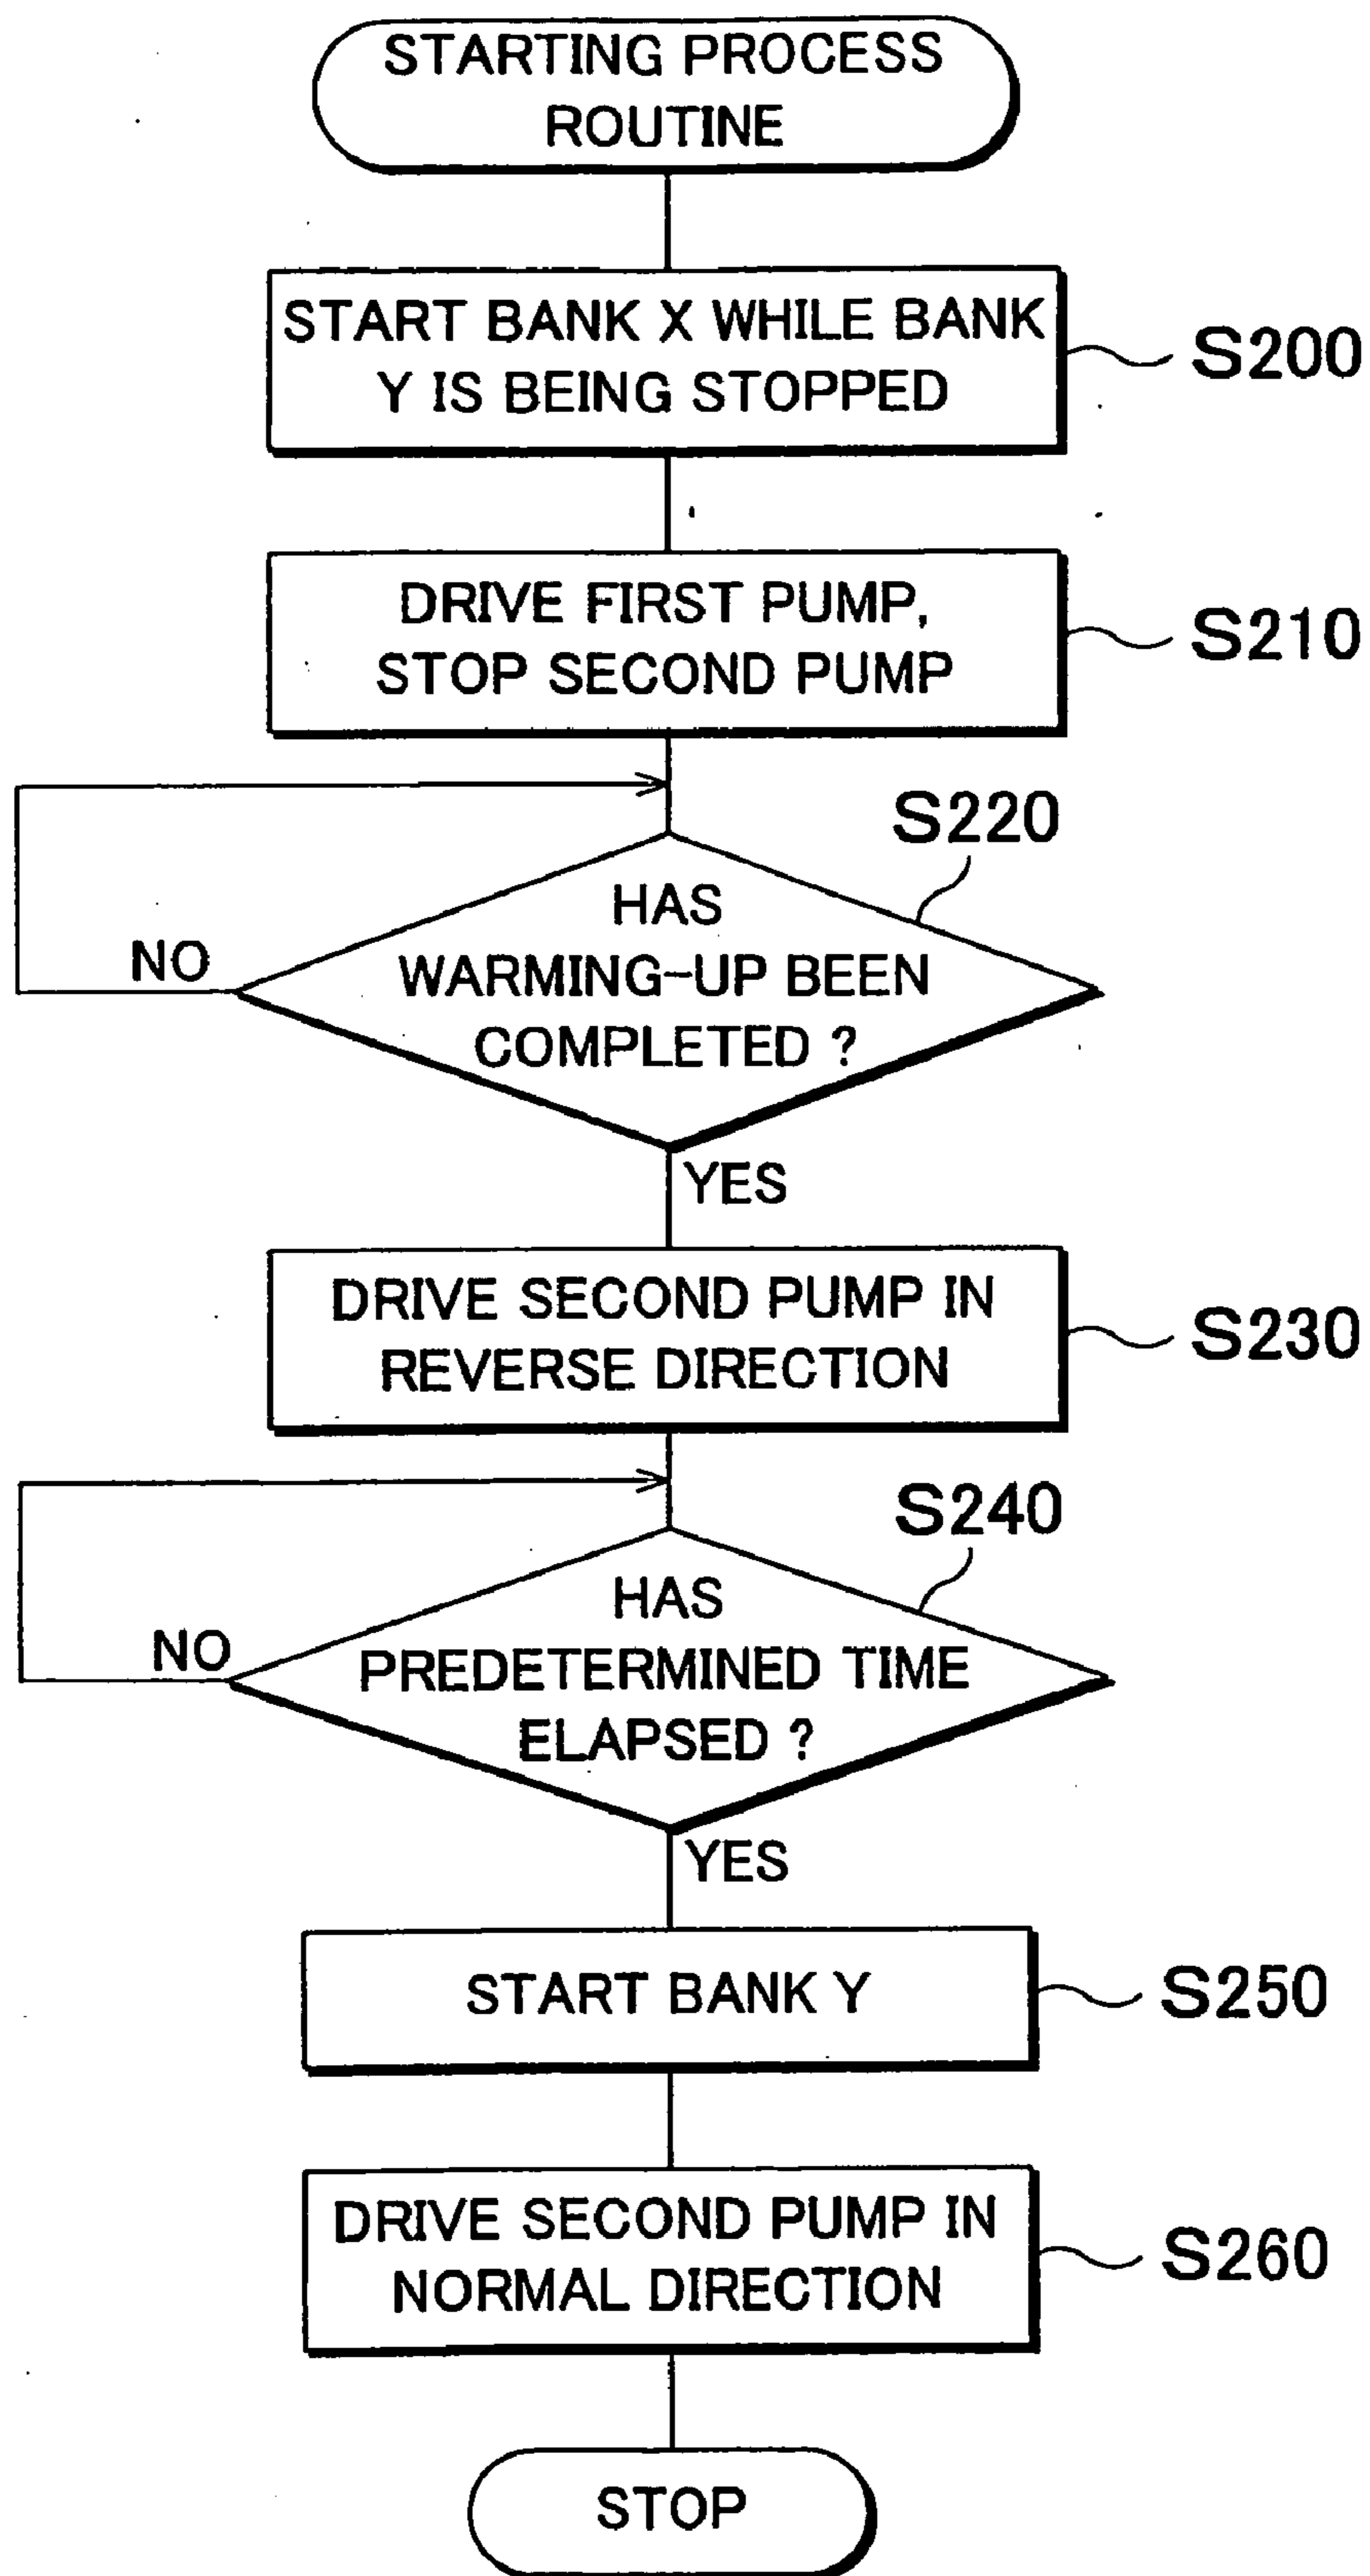 STARTING PROCESS
ROUTINE
START BANK X WHILE BANK
Y IS BEING STOPPED
S200
DRIVE FIRST PUMP,
STOP SECOND PUMP
S210
S220
HAS
WARMING-UP BEEN
COMPLETED ?
NO
YES
DRIVE SECOND PUMP IN
REVERSE DIRECTION
S230
S240
HAS
PREDETERMINED TIME
ELAPSED ?
NO
YES
START BANK Y
S250
DRIVE SECOND PUMP IN
NORMAL DIRECTION
S260
STOP